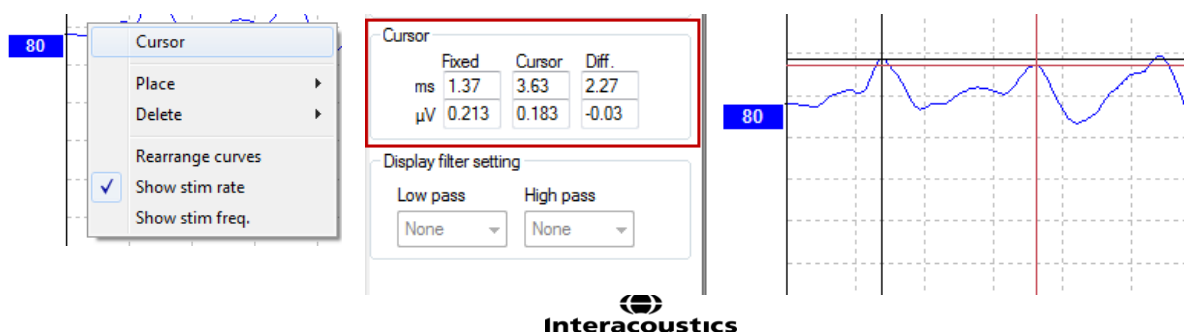 80
Cursor
Place
Delete
Rearrange curves
Show stim rate
Show stim freq.
Cursor
Fixed Cursor Diff.
ms 1.37 3.63 2.27
µV 0.213 0.183 -0.03
Display filter setting
Low pass High pass
None None
80
Interacoustics